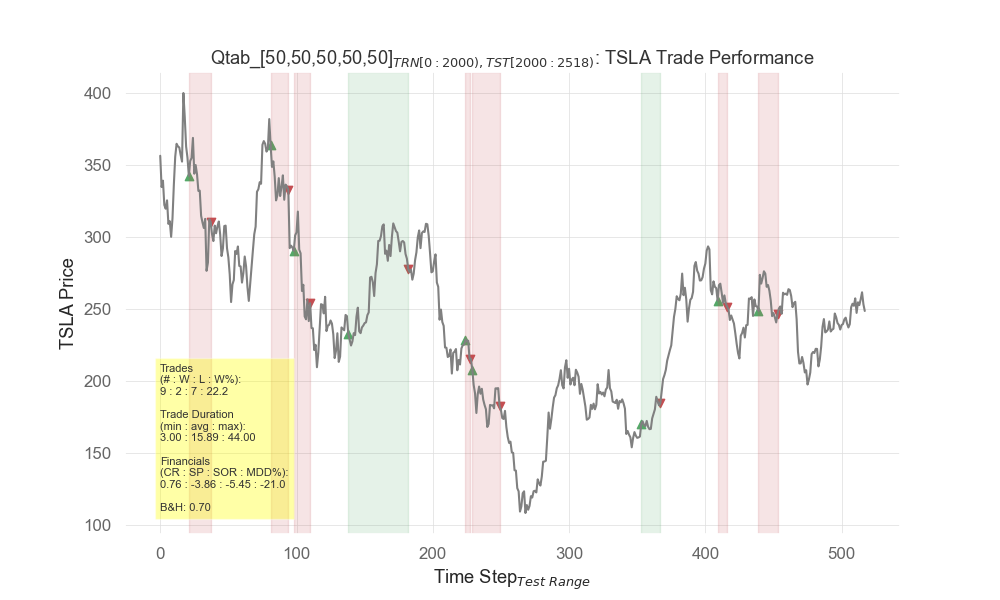 Qtab_[50,50,50,50,50]TRN[0 : 2000), TST[2000 : 2518): TSLA Trade Performance
TSLA Price
400
350
300
250
200
150
100
Trades
(# : W : L : W%):
9 : 2 : 7 : 22.2
Trade Duration
(min : avg : max):
3.00 : 15.89 : 44.00
Financials
(CR : SP : SOR : MDD%):
0.76 : -3.86 : -5.45 : -21.0
B&H: 0.70
0 100 200 300 400 500
Time StepTest Range